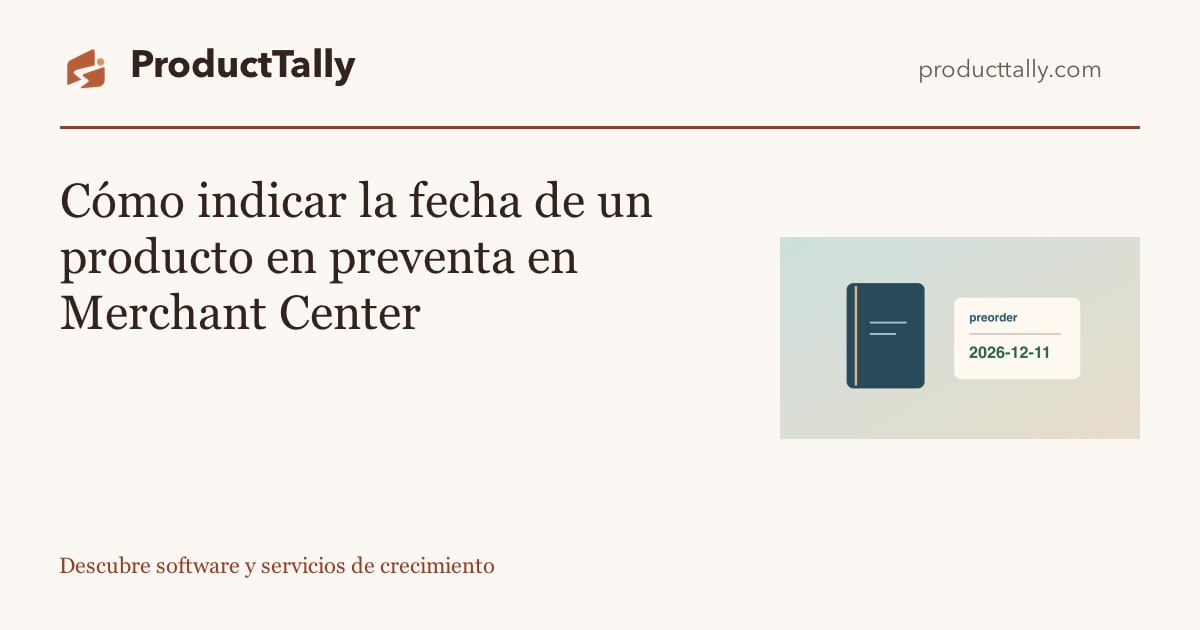 ProductTally
producttally.com
Cómo indicar la fecha de un
producto en preventa en
Merchant Center
preorder
2026-12-11
Descubre software y servicios de crecimiento